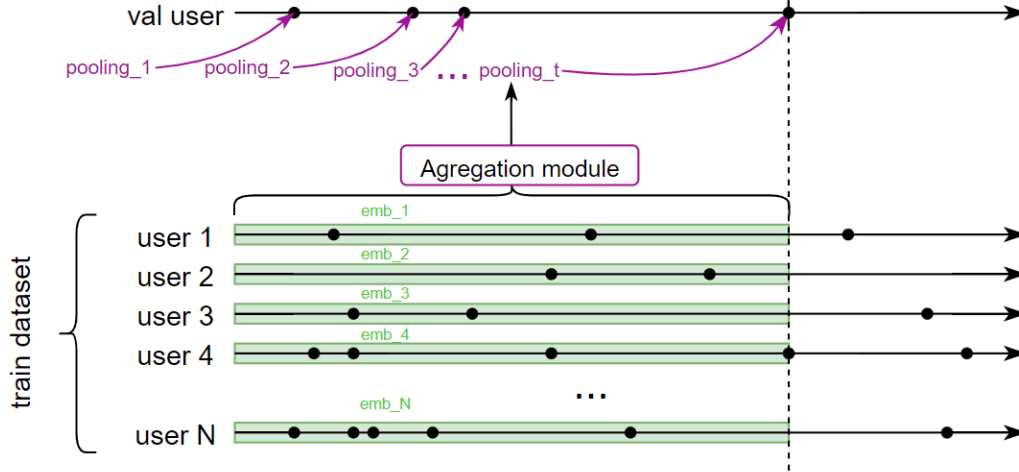 val user
pooling_1
pooling_2
pooling_3
...
pooling_t
Agregation module
train dataset
emb_1
user 1
emb_2
user 2
emb_3
user 3
emb_4
user 4
...
emb_N
user N